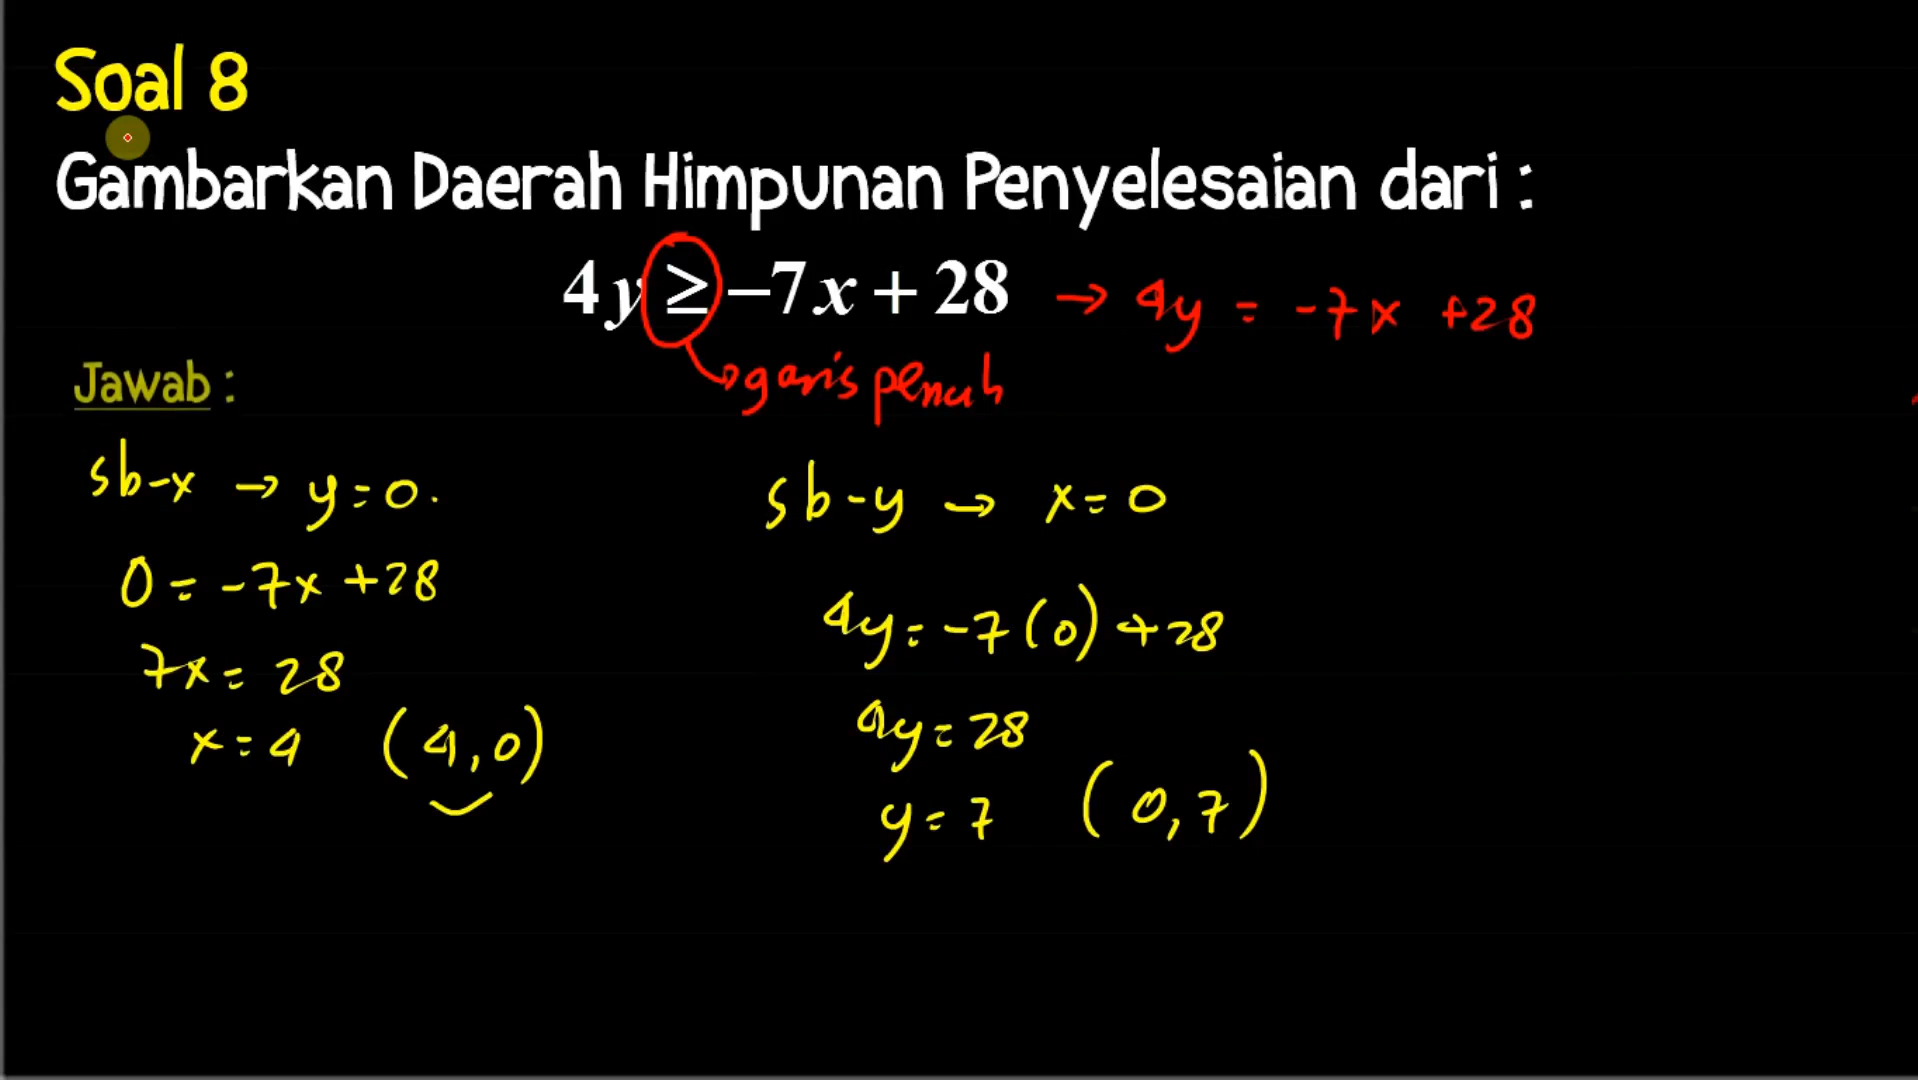 Soal 8
Gambarkan Daerah Himpunan Penyelesaian dari :
4y ≥ −7x + 28 → 4y = -7x +28
garis penuh
Jawab :
sb-x → y=0.
0 = -7x +28
7x = 28
x = 4 (4,0)
sb-y → x=0
4y = -7(0) +28
4y = 28
y = 7 (0,7)